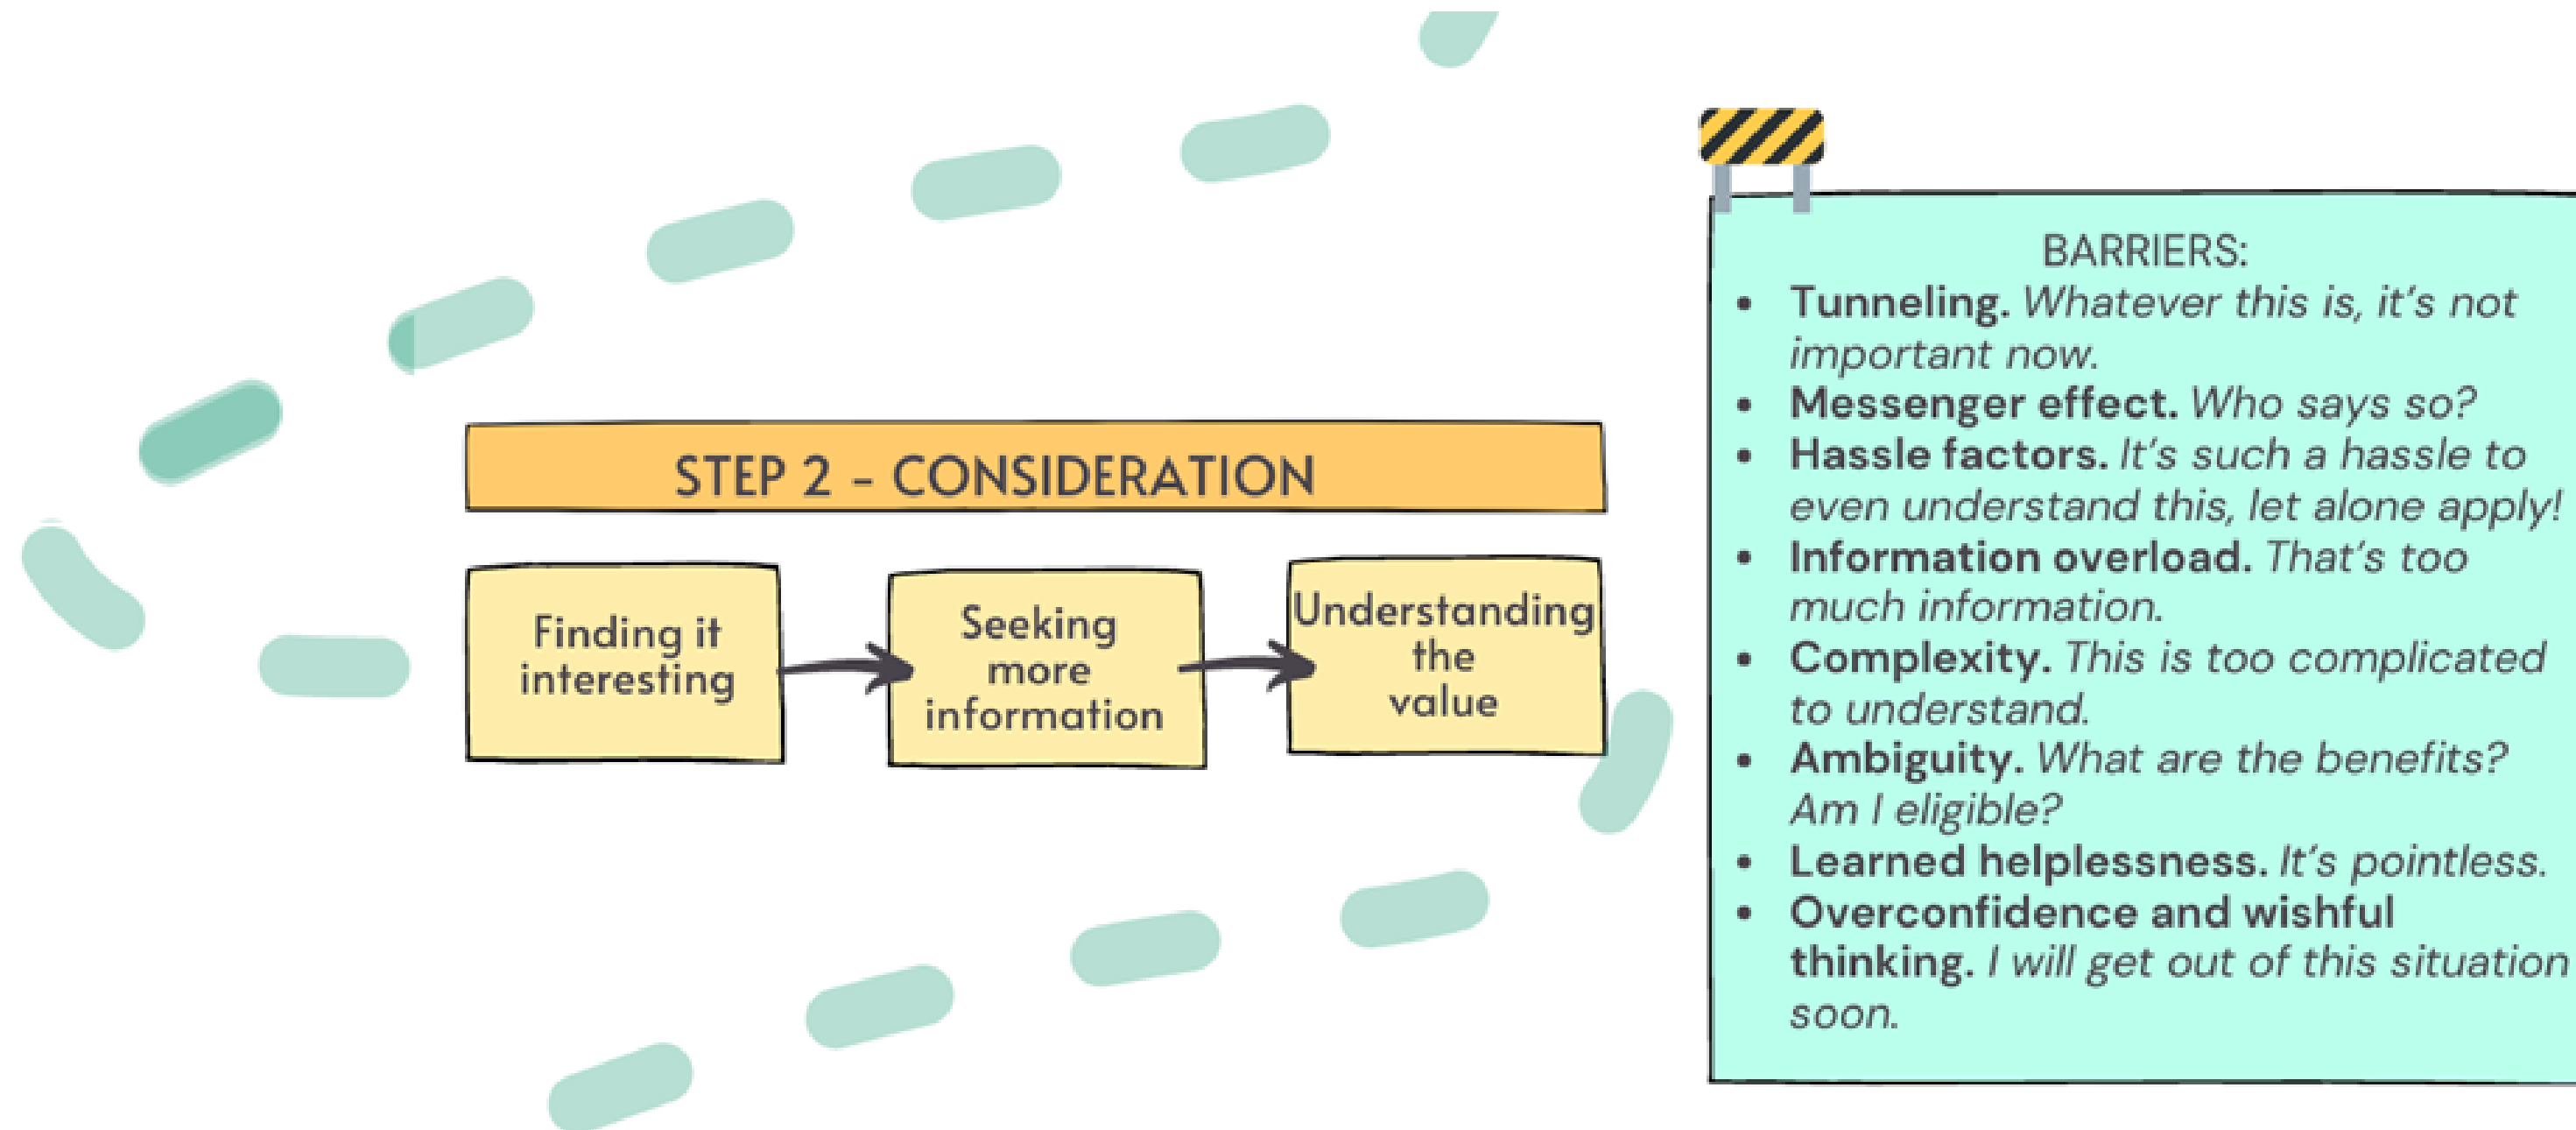 STEP 2 - CONSIDERATION
Finding it
interesting
Seeking
more
information
Understanding
the
value
BARRIERS:
• Tunneling. Whatever this is, it's not
important now.
• Messenger effect. Who says so?
• Hassle factors. It's such a hassle to
even understand this, let alone apply!
• Information overload. That's too
much information.
• Complexity. This is too complicated
to understand.
• Ambiguity. What are the benefits?
Am I eligible?
• Learned helplessness. It's pointless.
• Overconfidence and wishful
thinking. I will get out of this situation
soon.